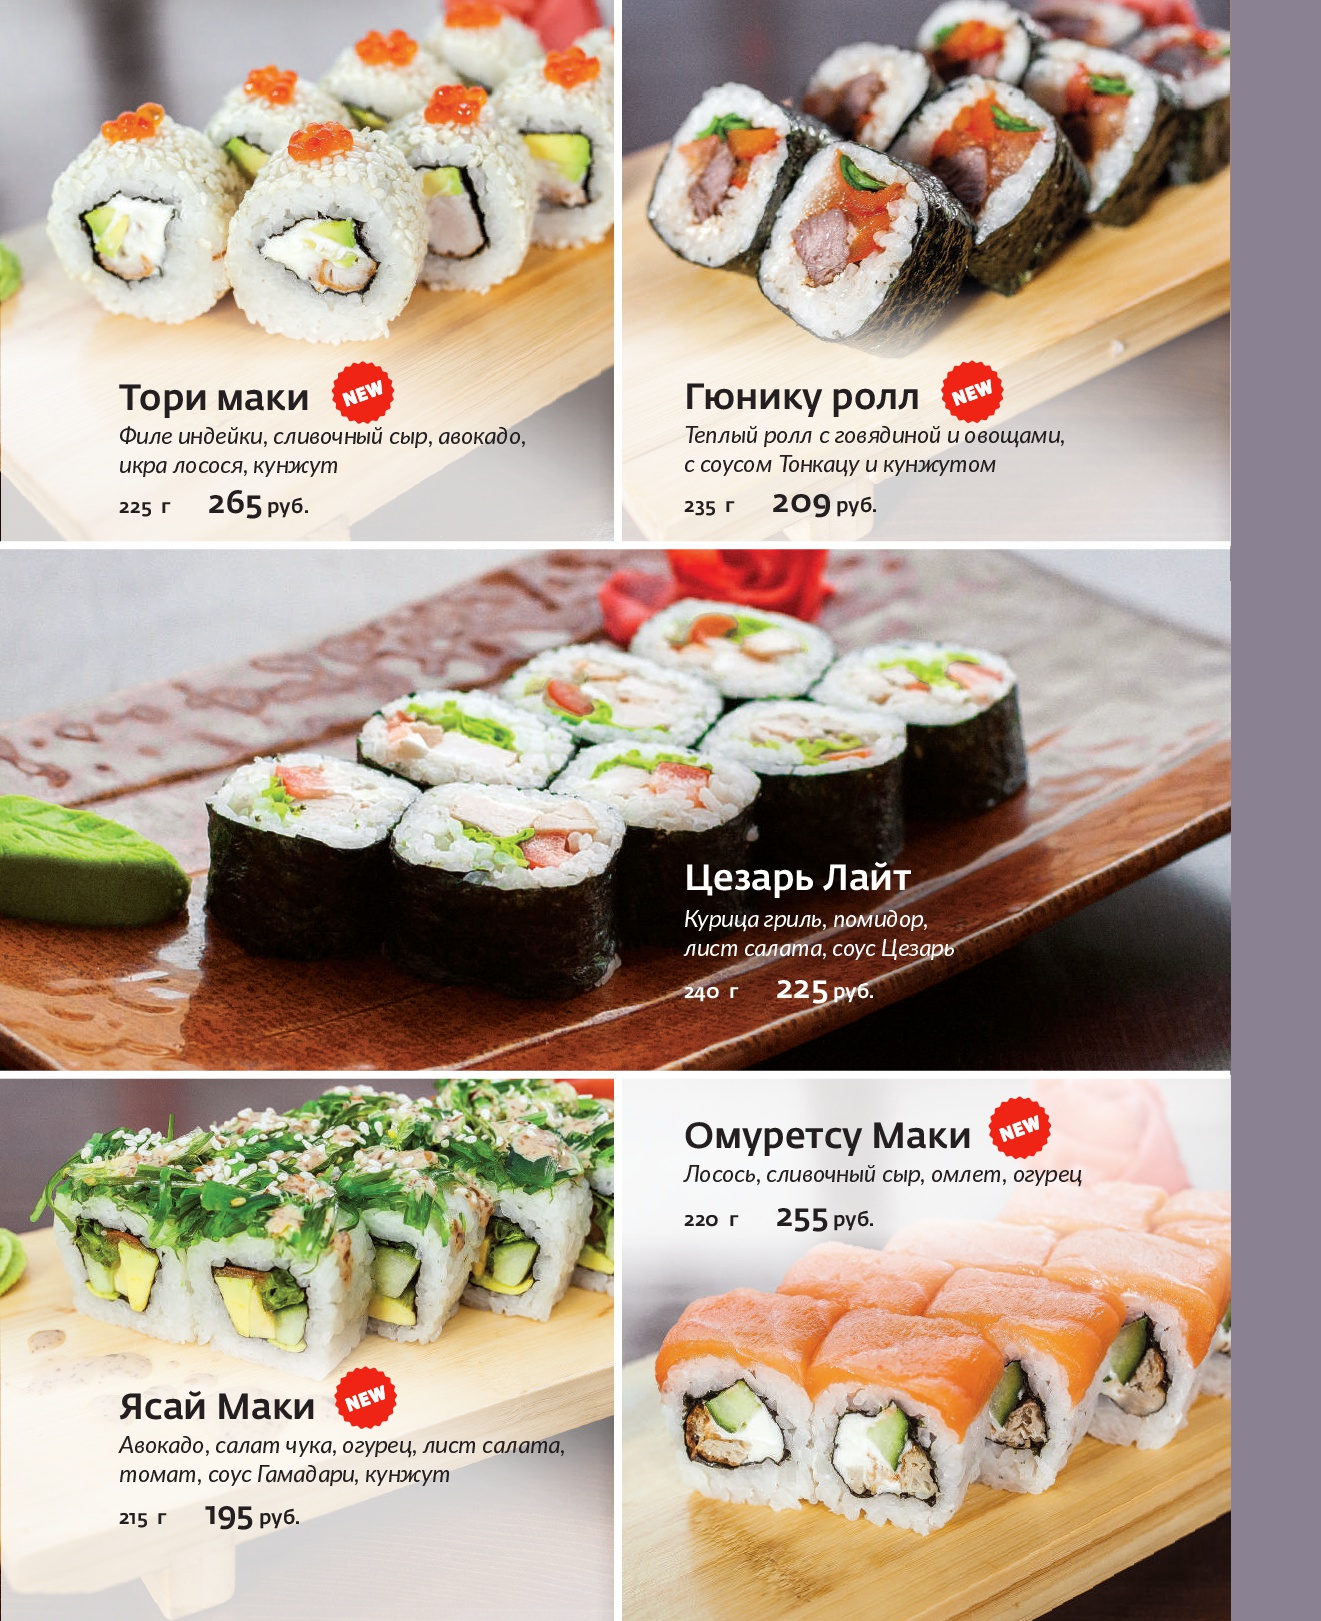 Тори маки NEW
Филе индейки, сливочный сыр, авокадо,
икра лосося, кунжут
225 г 265 руб.
Гюнику ролл NEW
Теплый ролл с говядиной и овощами,
с соусом Тонкацу и кунжутом
235 г 209 руб.
Цезарь Лайт
Курица гриль, помидор,
лист салата, соус Цезарь
240 г 225 руб.
Ясай Маки NEW
Авокадо, салат чука, огурец, лист салата,
томат, соус Гамадари, кунжут
215 г 195 руб.
Омуретсу Маки NEW
Лосось, сливочный сыр, омлет, огурец
220 г 255 руб.